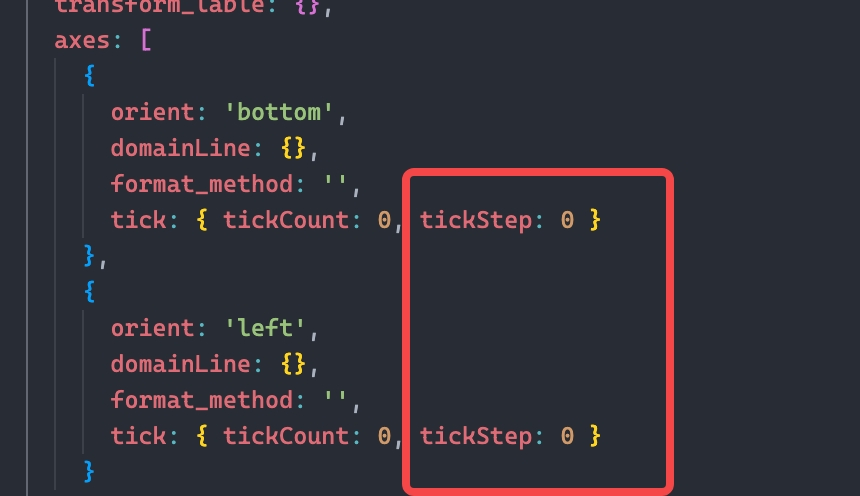 transform_table: {},
axes: [
{
orient: 'bottom',
domainLine: {},
format_method: '',
tick: { tickCount: 0, tickStep: 0 }
},
{
orient: 'left',
domainLine: {},
format_method: '',
tick: { tickCount: 0, tickStep: 0 }
}